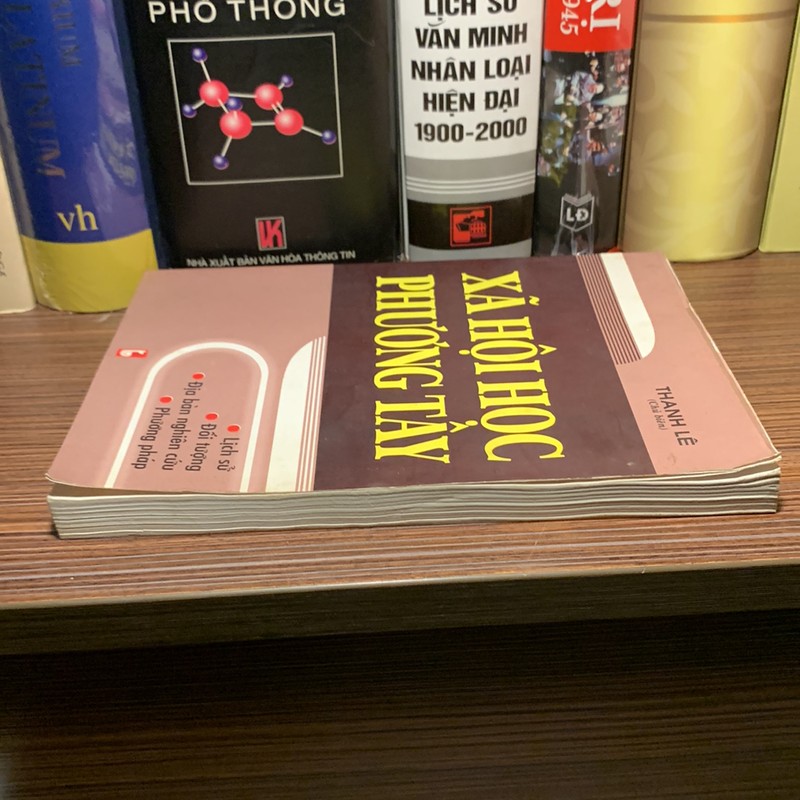 vh
PHỔ THÔNG
NHÀ XUẤT BẢN VĂN HÓA THÔNG TIN
LỊCH SỬ
VĂN MINH
NHÂN LOẠI
HIỆN ĐẠI
1900-2000
1945
LĐ
THANH LÊ
(Chủ biên)
XÃ HỘI HỌC
PHƯƠNG TÂY
Lịch sử
Đối tượng
Địa bàn nghiên cứu
Phương pháp